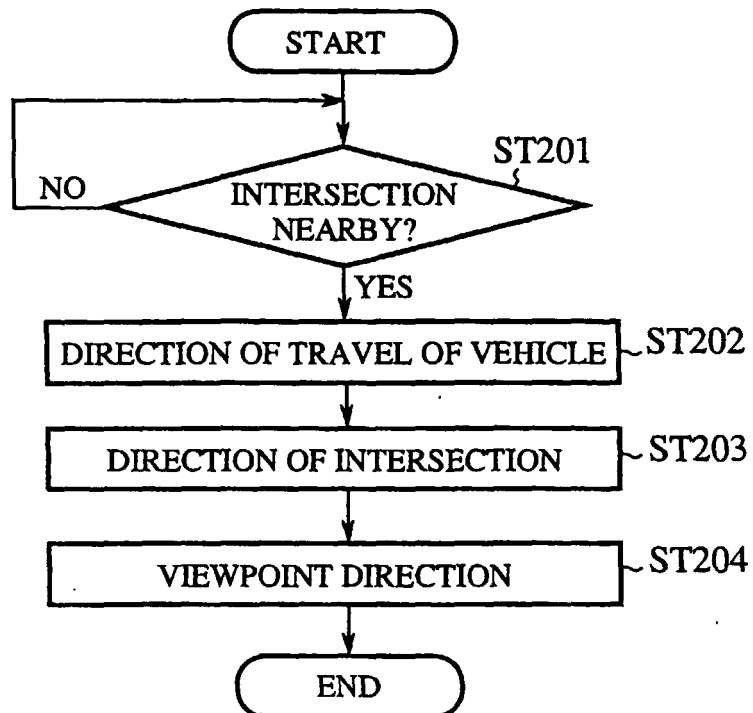 START
ST201
NO
INTERSECTION
NEARBY?
YES
DIRECTION OF TRAVEL OF VEHICLE
ST202
DIRECTION OF INTERSECTION
ST203
VIEWPOINT DIRECTION
ST204
END